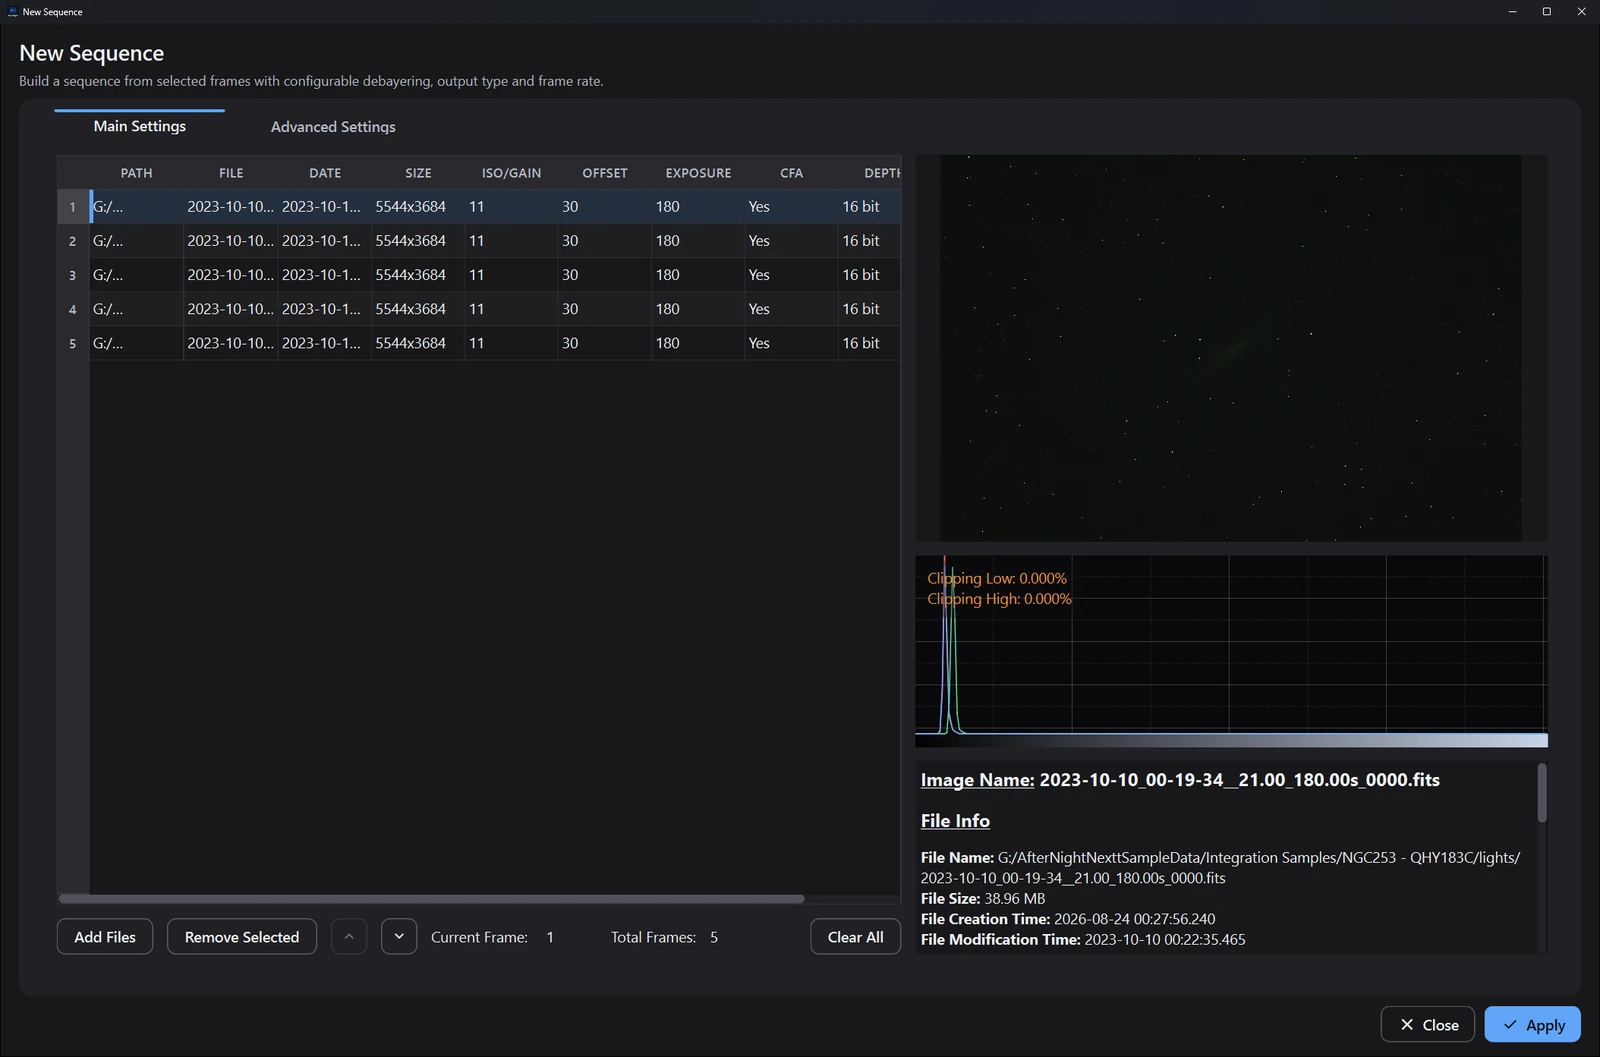 New Sequence
New Sequence
Build a sequence from selected frames with configurable debayering, output type and frame rate.
Main Settings
Advanced Settings
PATH FILE DATE SIZE ISO/GAIN OFFSET EXPOSURE CFA DEPTH
1 G:/... 2023-10-10... 2023-10-1... 5544x3684 11 30 180 Yes 16 bit
2 G:/... 2023-10-10... 2023-10-1... 5544x3684 11 30 180 Yes 16 bit
3 G:/... 2023-10-10... 2023-10-1... 5544x3684 11 30 180 Yes 16 bit
4 G:/... 2023-10-10... 2023-10-1... 5544x3684 11 30 180 Yes 16 bit
5 G:/... 2023-10-10... 2023-10-1... 5544x3684 11 30 180 Yes 16 bit
Add Files
Remove Selected
Current Frame: 1
Total Frames: 5
Clear All
Clipping Low: 0.000%
Clipping High: 0.000%
Image Name: 2023-10-10_00-19-34__21.00_180.00s_0000.fits
File Info
File Name: G:/AfterNightNexttSampleData/Integration Samples/NGC253 - QHY183C/lights/
2023-10-10_00-19-34__21.00_180.00s_0000.fits
File Size: 38.96 MB
File Creation Time: 2026-08-24 00:27:56.240
File Modification Time: 2023-10-10 00:22:35.465
Close
Apply